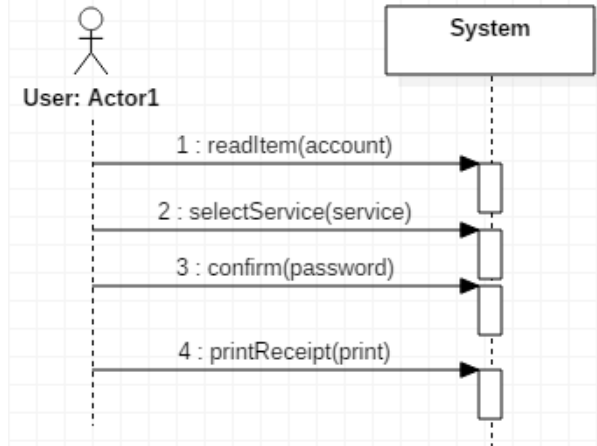 System
User: Actor1
1 : readItem(account)
2 : selectService(service)
3 : confirm(password)
4 : printReceipt(print)